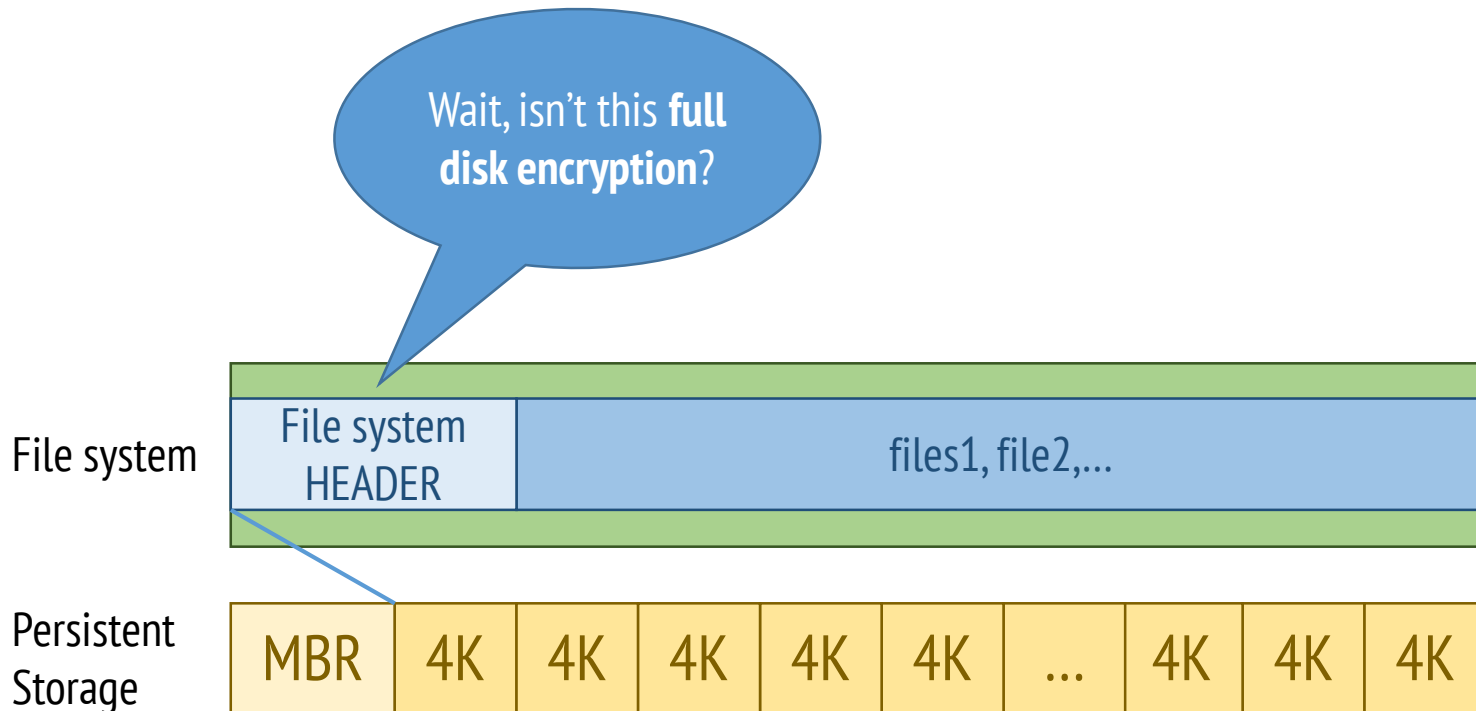 Wait, isn’t this full
disk encryption?
File system
File system
HEADER
files1, file2,...
Persistent
Storage
MBR 4K 4K 4K 4K 4K ... 4K 4K 4K